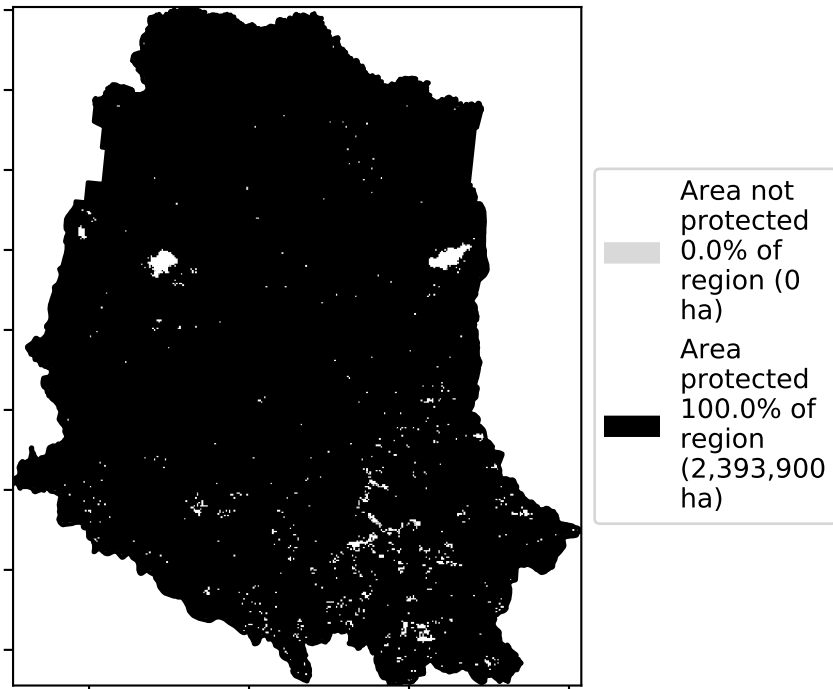 Area not
protected
0.0% of
region (0
ha)
Area
protected
100.0% of
region
(2,393,900
ha)